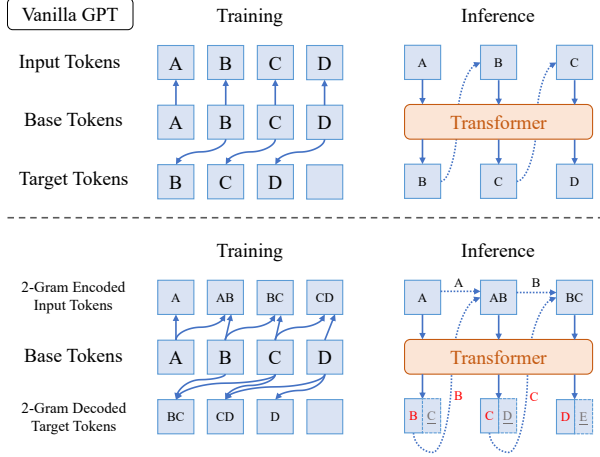 Vanilla GPT
Training
Inference
Input Tokens
A B C D
A B C
Base Tokens
A B C D
Transformer
Target Tokens
B C D
B C D
Training
Inference
2-Gram Encoded
Input Tokens
A AB BC CD
A A AB B BC
Base Tokens
A B C D
Transformer
B C
2-Gram Decoded
Target Tokens
BC CD D
B C C D D E